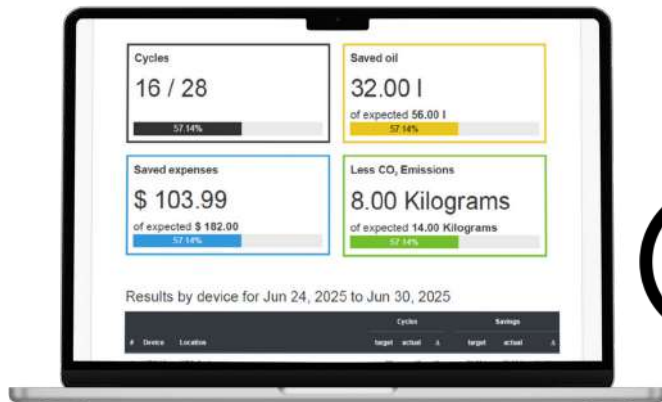 Cycles
16 / 28
57.14%
Saved oil
32.00 l
of expected 56.00 l
57.14%
Saved expenses
$ 103.99
of expected $ 182.00
57.14%
Less CO₂ Emissions
8.00 Kilograms
of expected 14.00 Kilograms
57.14%
Results by device for Jun 24, 2025 to Jun 30, 2025
Cycles Savings
# Device Location target actual Δ target actual Δ